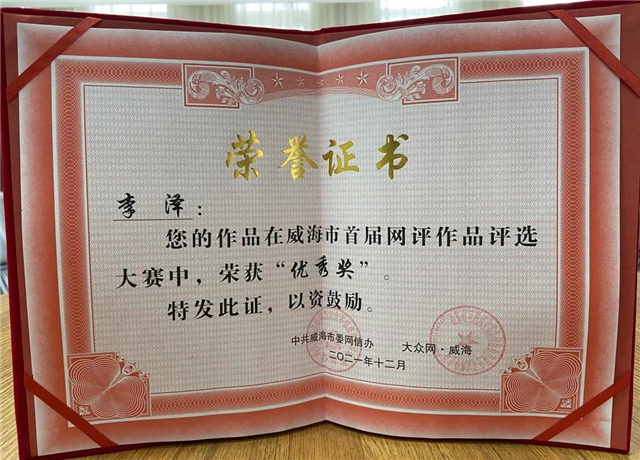 荣誉证书
李泽：
您的作品在威海市首届网评作品评选
大赛中，荣获“优秀奖”。
特发此证，以资鼓励。
中共威海市委网信办 大众网·威海
二〇二一年十二月